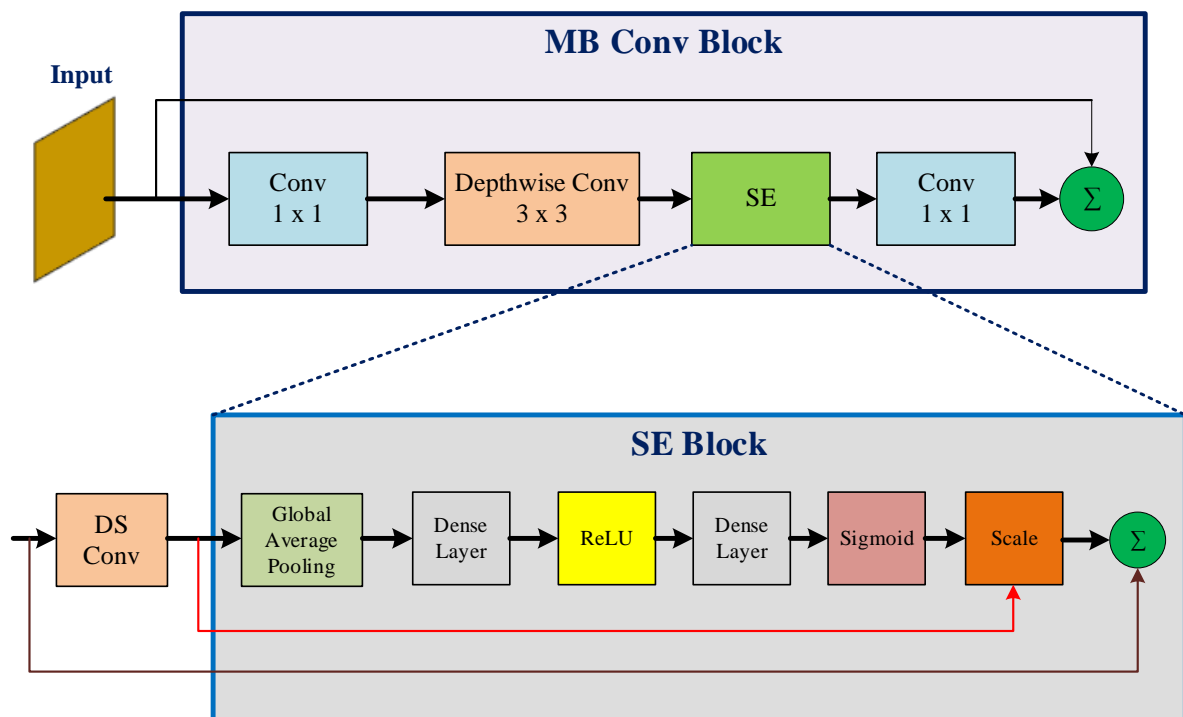 MB Conv Block
Input
Conv
1 x 1
Depthwise Conv
3 x 3
SE
Conv
1 x 1
Σ
SE Block
DS
Conv
Global
Average
Pooling
Dense
Layer
ReLU
Dense
Layer
Sigmoid
Scale
Σ